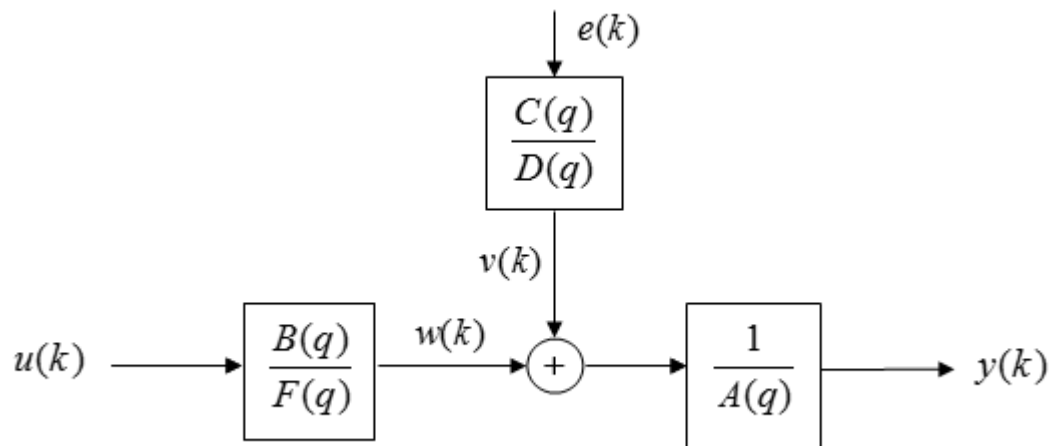 e(k)
C(q)
D(q)
v(k)
u(k)
B(q)
F(q)
w(k)
+
1
A(q)
y(k)